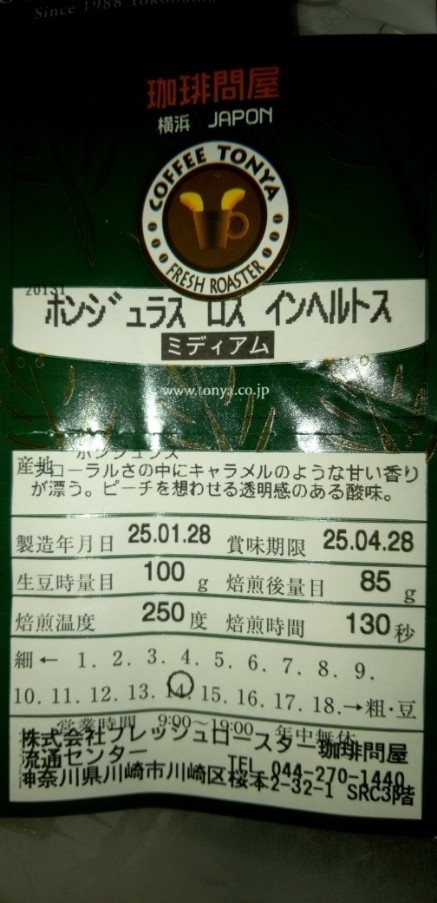 Since 1988
珈琲問屋
横浜 JAPON
COFFEE TONYA
FRESH ROASTER
20151
ホンジュラス ロス インヘルトス
ミディアム
www.tonya.co.jp
産地 ホンジュラス
フローラルさの中にキャラメルのような甘い香り
が漂う。ピーチを想わせる透明感のある酸味。
製造年月日 25.01.28 賞味期限 25.04.28
生豆時量目 100 g 焙煎後量目 85 g
焙煎温度 250 度 焙煎時間 130 秒
細← 1. 2. 3. 4. 5. 6. 7. 8. 9.
10. 11. 12. 13. 14. 15. 16. 17. 18.→粗・豆
営業時間 9:00～19:00 年中無休
株式会社フレッシュロースター珈琲問屋
流通センター TEL 044-270-1440
神奈川県川崎市川崎区桜本2-32-1 SRC3階